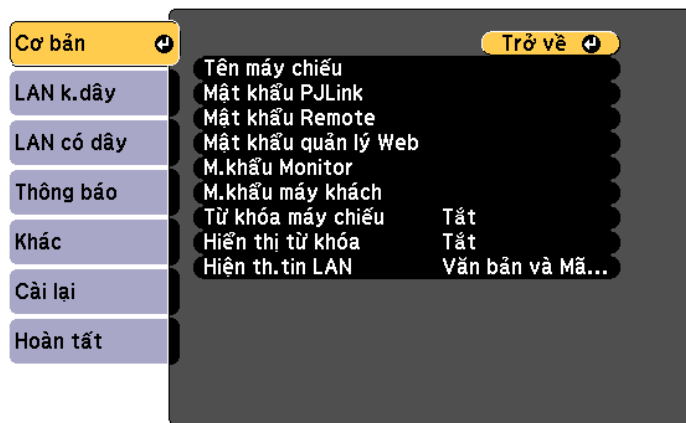 Cơ bản
LAN k.dây
LAN có dây
Thông báo
Khác
Cài lại
Hoàn tất
Trở về
Tên máy chiếu
Mật khẩu PJLink
Mật khẩu Remote
Mật khẩu quản lý Web
M.khẩu Monitor
M.khẩu máy khách
Từ khóa máy chiếu Tắt
Hiển thị từ khóa Tắt
Hiện th.tin LAN Văn bản và Mã...